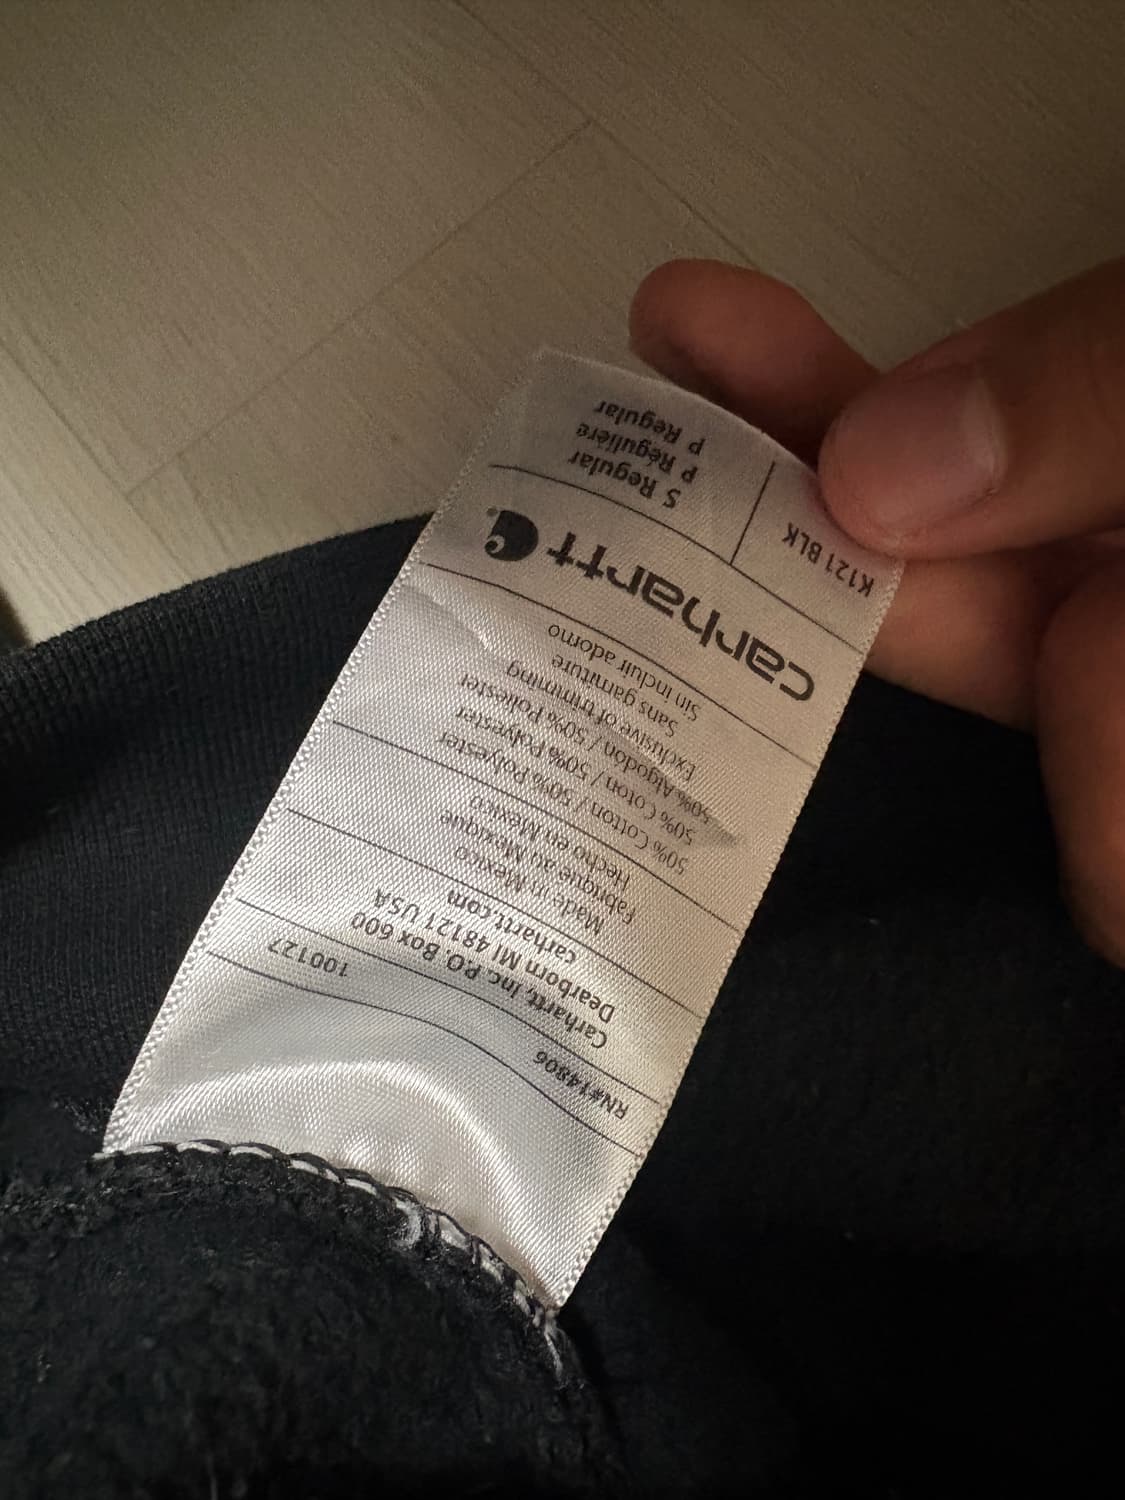 K121 BLK
S Regular
P Régulière
P Regular
carhartt
Exclusive of trimming
Sans garniture
Sin incluir adorno
50% Cotton / 50% Polyester
50% Coton / 50% Polyester
50% Algodón / 50% Poliester
Made in Mexico
Fabriqué au Mexique
Hecho en Mexico
Carhartt, Inc P.O. Box 600
Dearborn MI 48121 USA
carhartt.com
RN#14806
100127